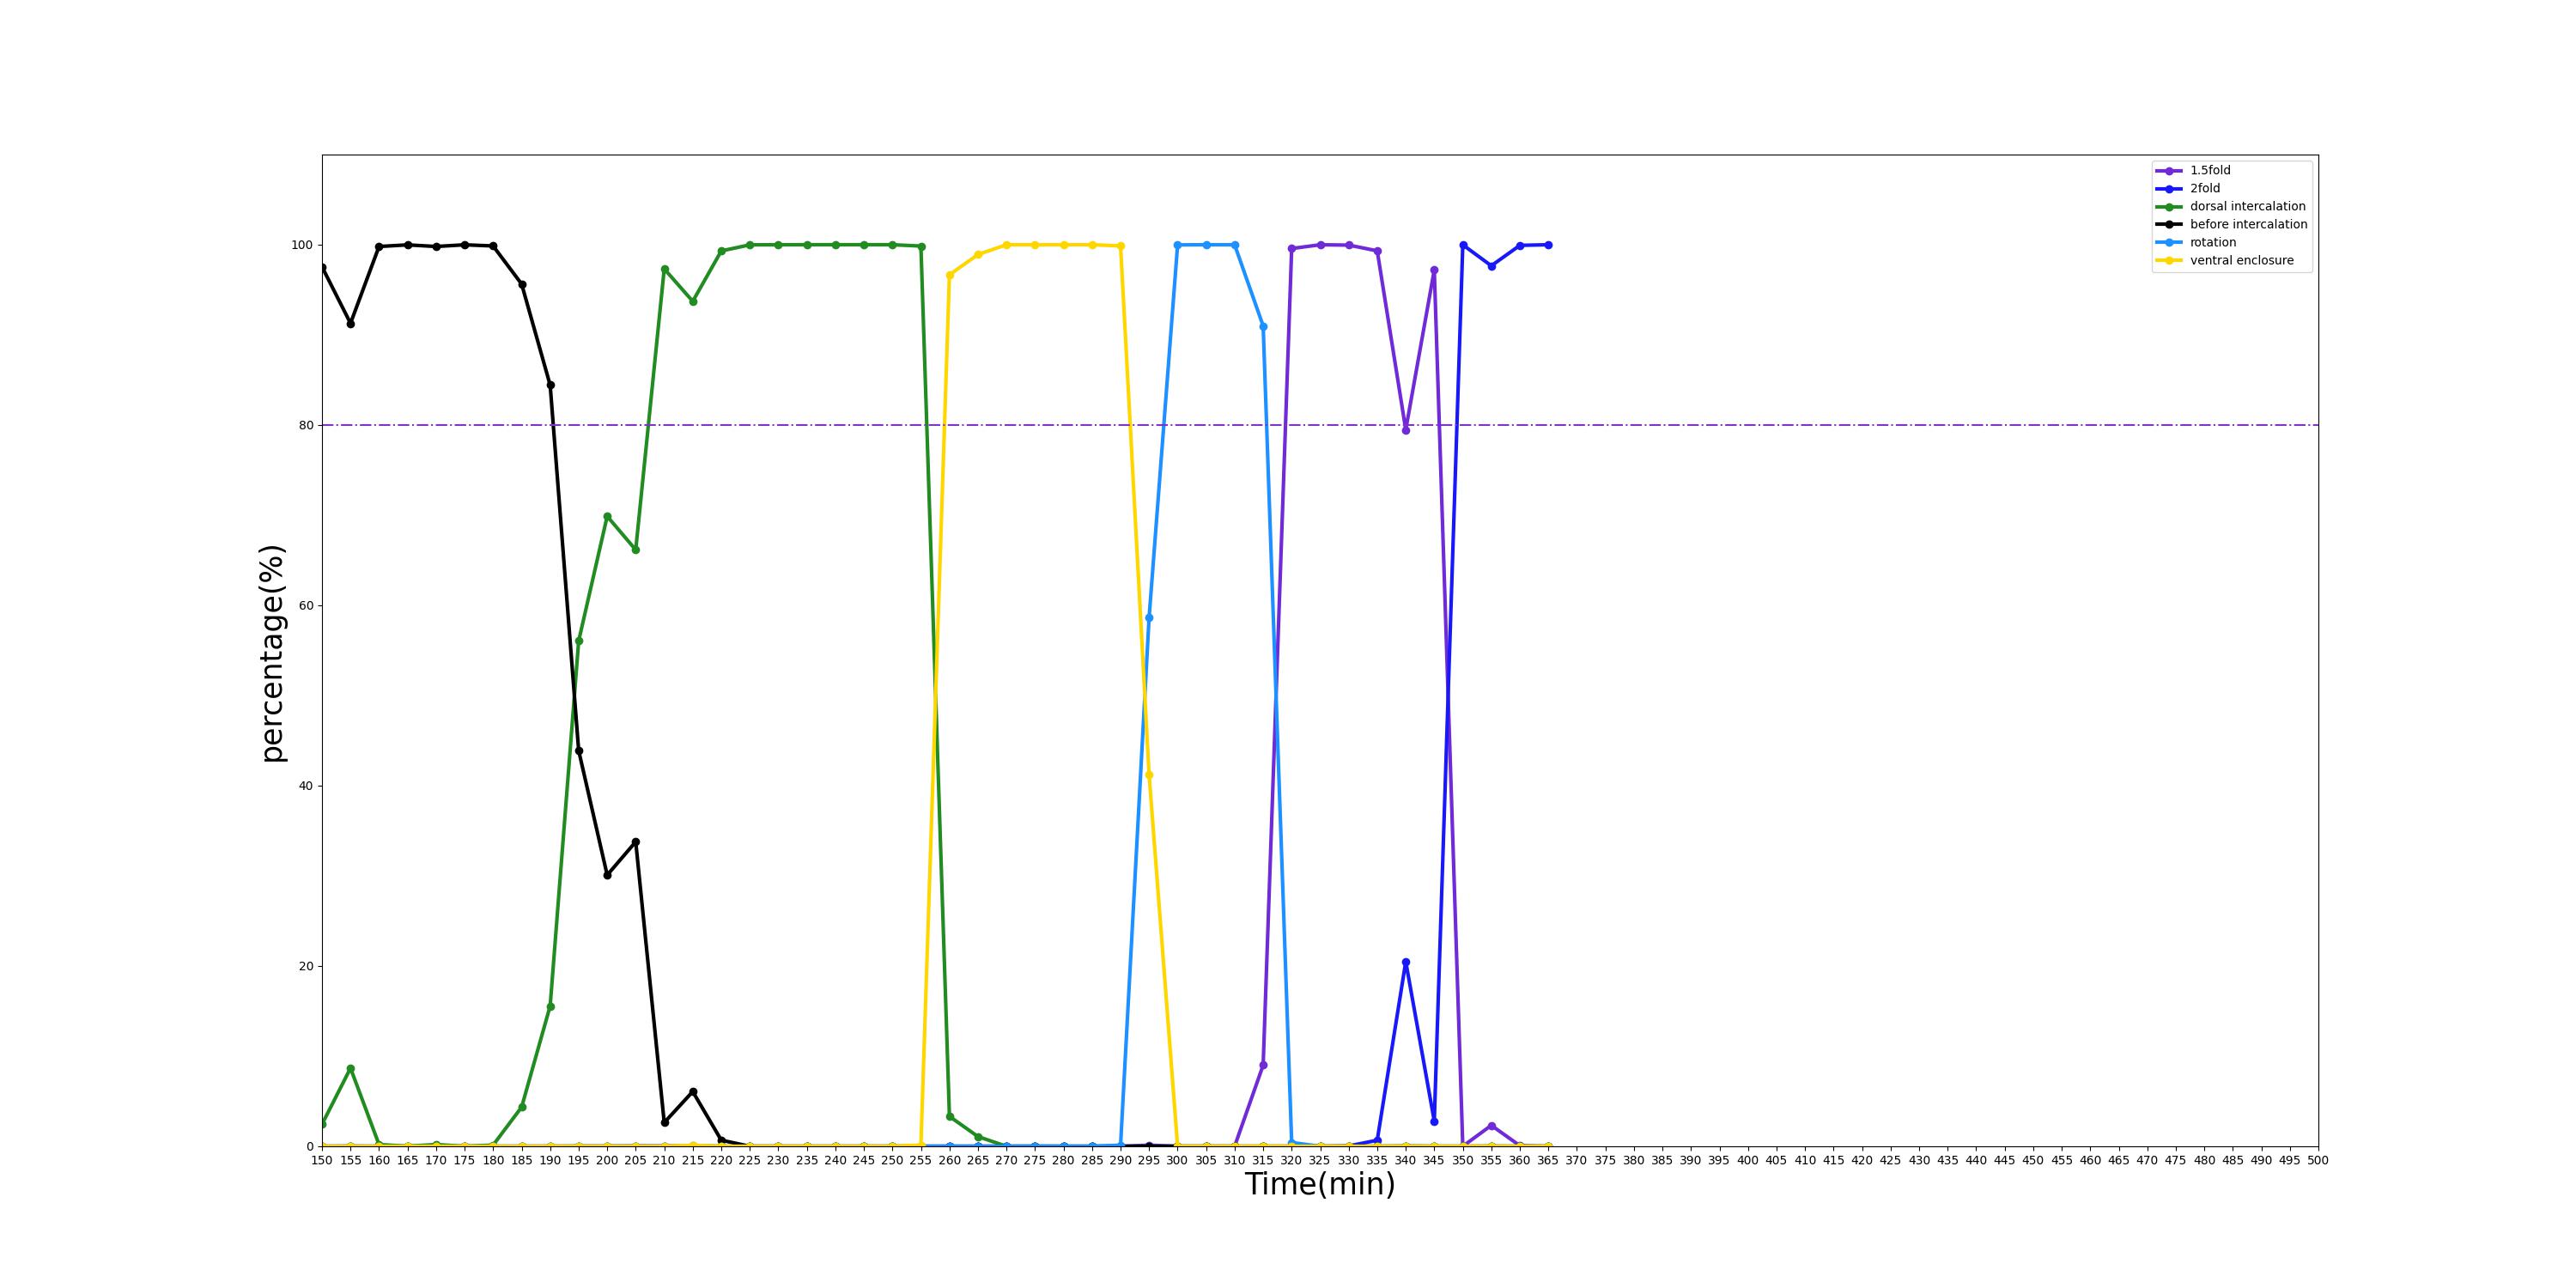 1.5fold
2fold
dorsal intercalation
before intercalation
rotation
ventral enclosure
100
80
60
40
20
0
percentage(%)
150 155 160 165 170 175 180 185 190 195 200 205 210 215 220 225 230 235 240 245 250 255 260 265 270 275 280 285 290 295 300 305 310 315 320 325 330 335 340 345 350 355 360 365 370 375 380 385 390 395 400 405 410 415 420 425 430 435 440 445 450 455 460 465 470 475 480 485 490 495 500
Time(min)